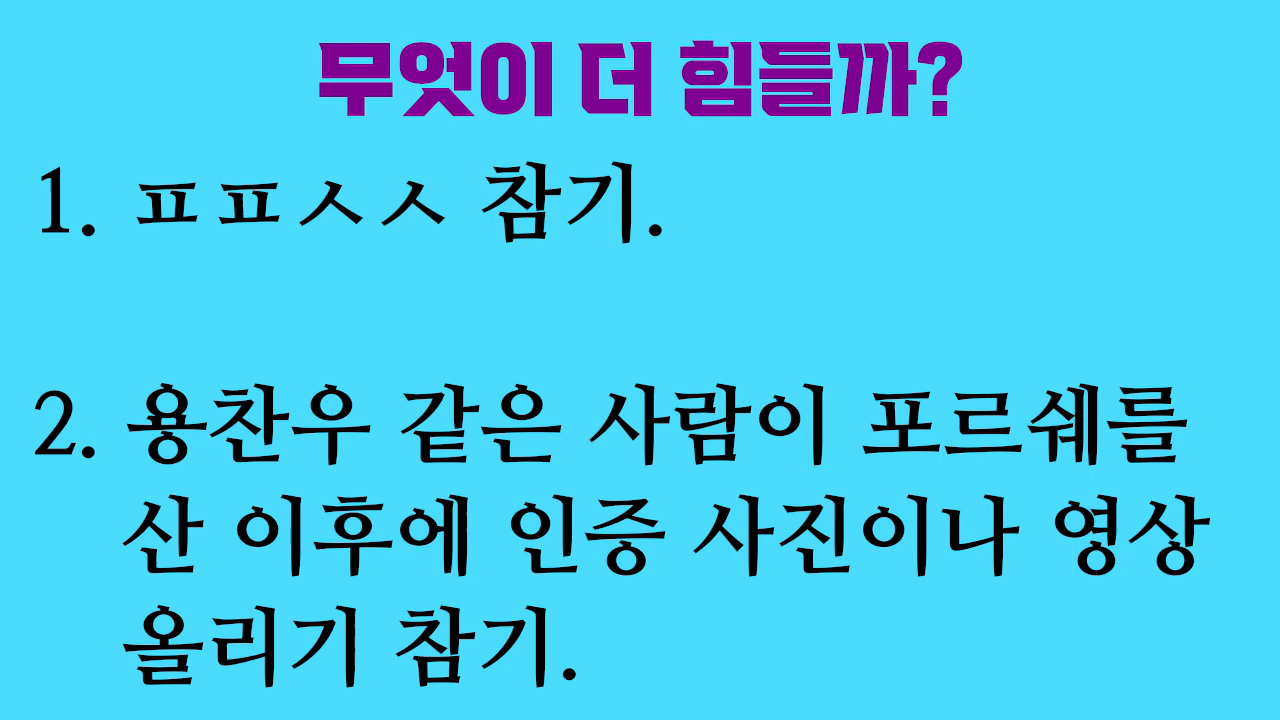 무엇이 더 힘들까?
1. ㅍㅍㅅㅅ 참기.
2. 용찬우 같은 사람이 포르쉐를
산 이후에 인증 사진이나 영상
올리기 참기.